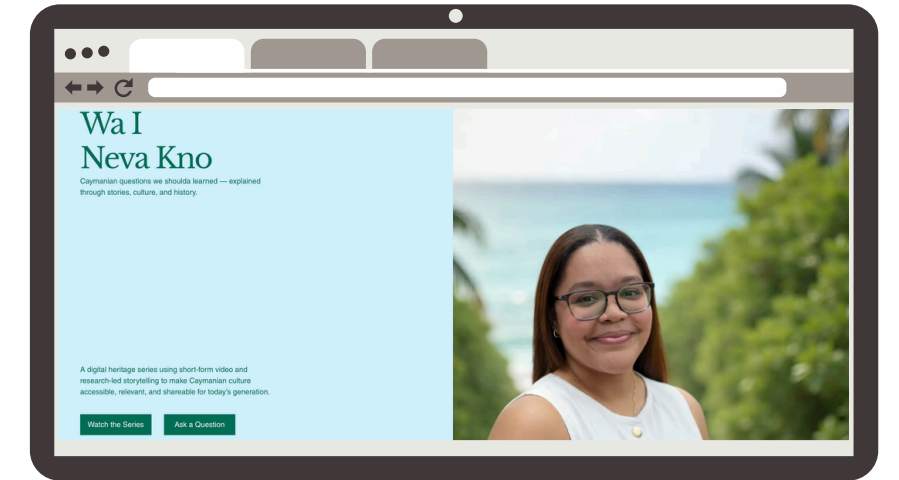 Wa I
Neva Kno
Caymanian questions we shoulda learned — explained
through stories, culture, and history.
A digital heritage series using short-form video and
research-led storytelling to make Caymanian culture
accessible, relevant, and shareable for today's generation.
Watch the Series
Ask a Question